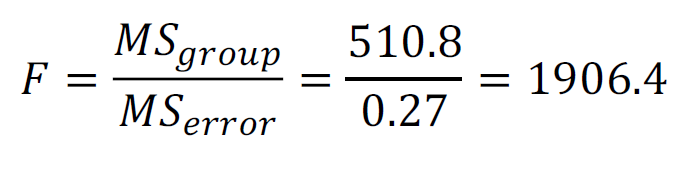 F = MS_group / MS_error = 510.8 / 0.27 = 1906.4